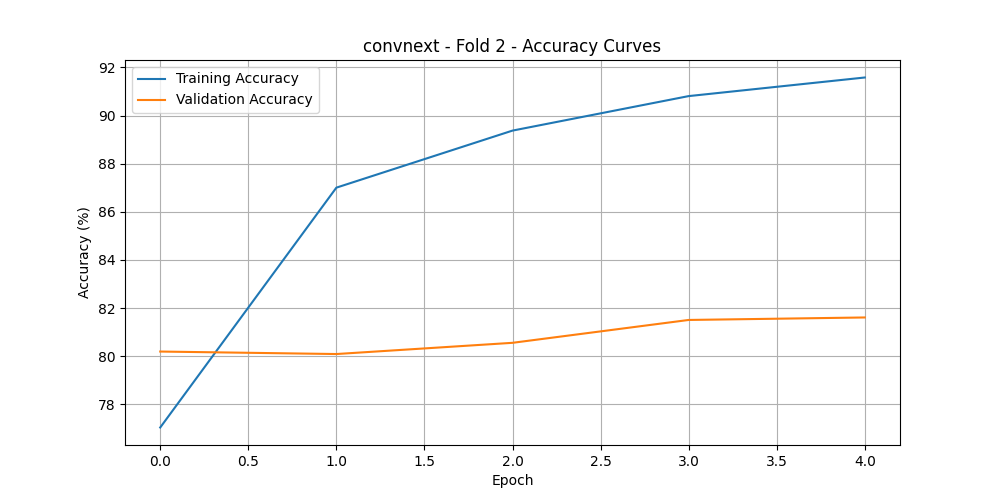 convnext - Fold 2 - Accuracy Curves
Training Accuracy
Validation Accuracy
Accuracy (%)
92
90
88
86
84
82
80
78
0.0 0.5 1.0 1.5 2.0 2.5 3.0 3.5 4.0
Epoch